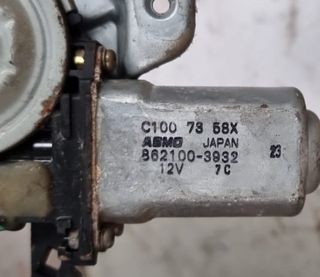 C100 73 58X
ASMO JAPAN
862100-3932
12V 7C
23